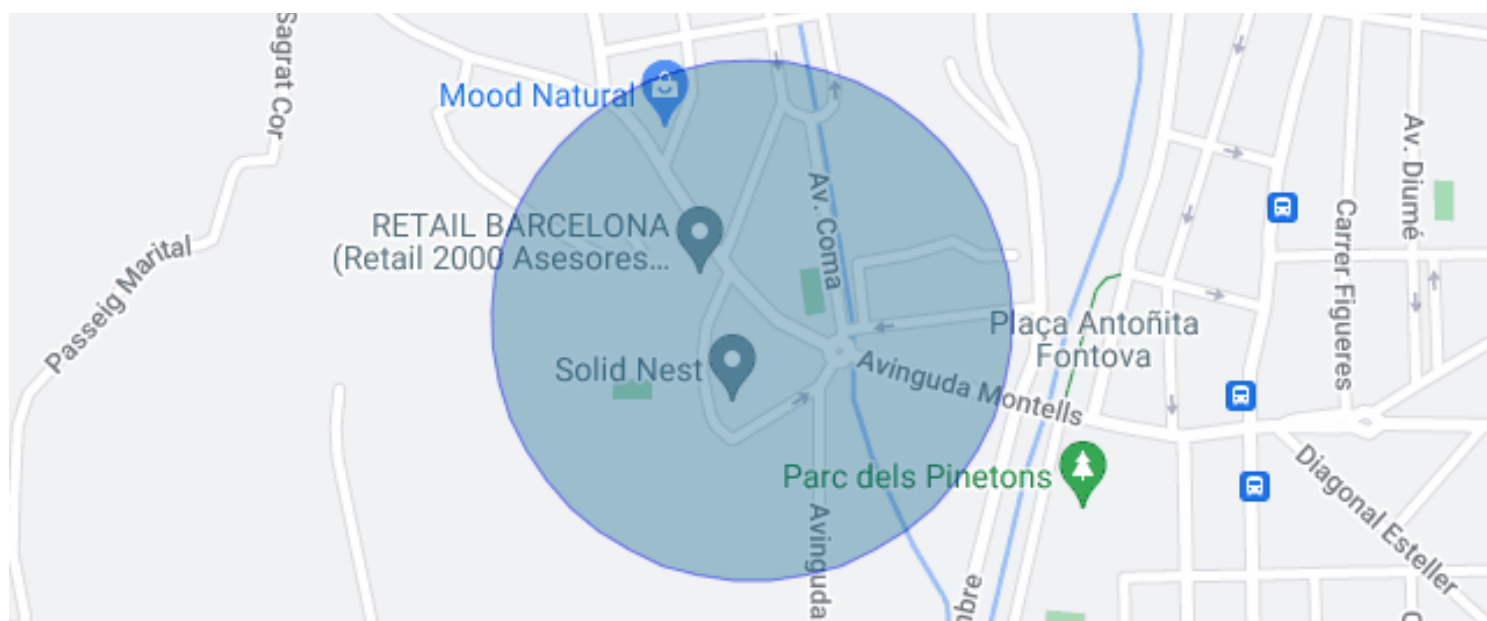 Sagrat Cor
Mood Natural
Av. Diumé
Av. Coma
RETAIL BARCELONA
(Retail 2000 Asesores...
Carrer Figueres
Passeig Marital
Plaça Antoñita
Fontova
Solid Nest
Avinguda Montells
Parc dels Pinetons
Diagonal Esteller
Avinguda
mbre